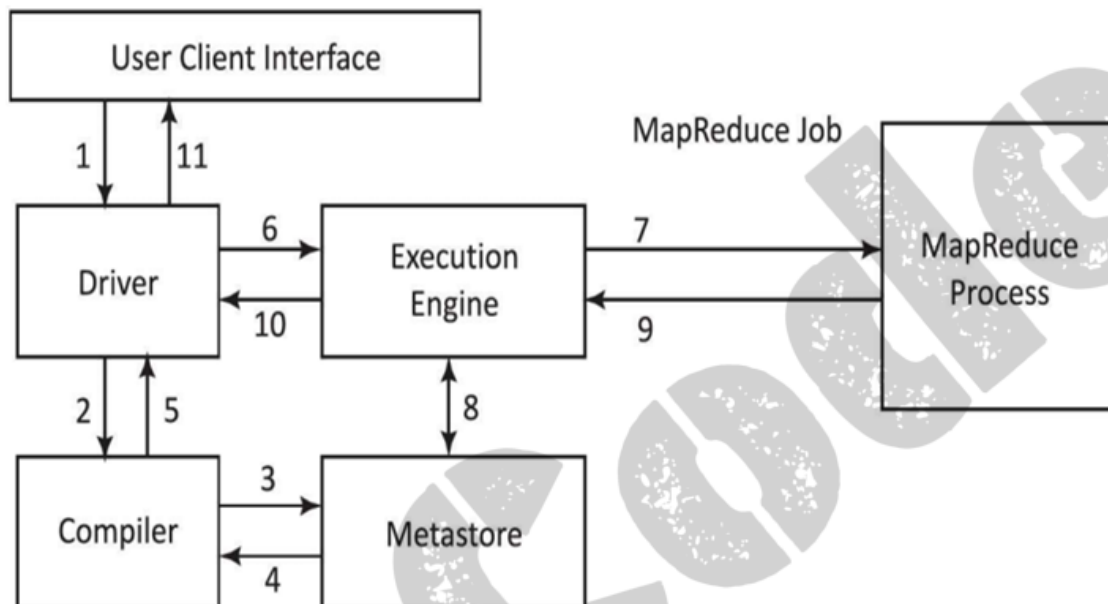 User Client Interface
1
11
MapReduce Job
Driver
6
10
Execution
Engine
7
9
MapReduce
Process
2
5
8
Compiler
3
4
Metastore
Code